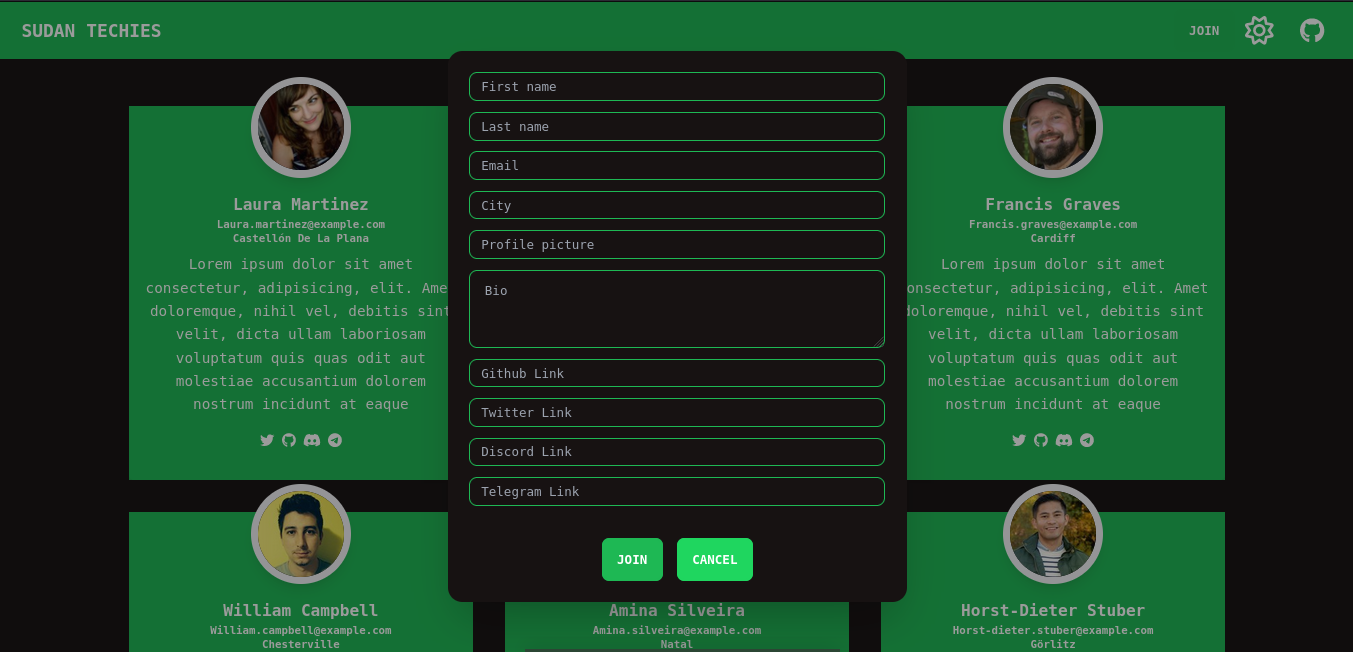 SUDAN TECHIES
JOIN
First name
Last name
Email
City
Profile picture
Bio
Github Link
Twitter Link
Discord Link
Telegram Link
JOIN
CANCEL
Laura Martinez
Laura.martinez@example.com
Castellón De La Plana
Lorem ipsum dolor sit amet
consectetur, adipisicing, elit. Ame
doloremque, nihil vel, debitis sint
velit, dicta ullam laboriosam
voluptatum quis quas odit aut
molestiae accusantium dolorem
nostrum incidunt at eaque
Francis Graves
Francis.graves@example.com
Cardiff
Lorem ipsum dolor sit amet
onsectetur, adipisicing, elit. Amet
doloremque, nihil vel, debitis sint
velit, dicta ullam laboriosam
voluptatum quis quas odit aut
molestiae accusantium dolorem
nostrum incidunt at eaque
William Campbell
William.campbell@example.com
Chesterville
Amina Silveira
Amina.silveira@example.com
Natal
Horst-Dieter Stuber
Horst-dieter.stuber@example.com
Görlitz